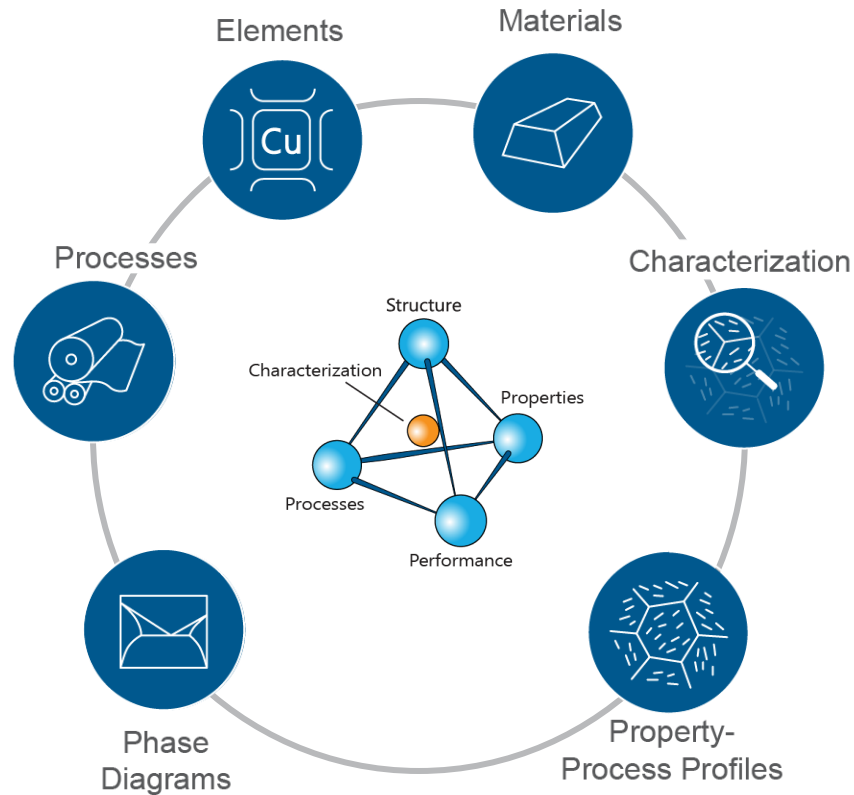 Elements
Materials
Cu
Processes
Characterization
Structure
Characterization
Properties
Processes
Performance
Phase
Diagrams
Property-
Process Profiles